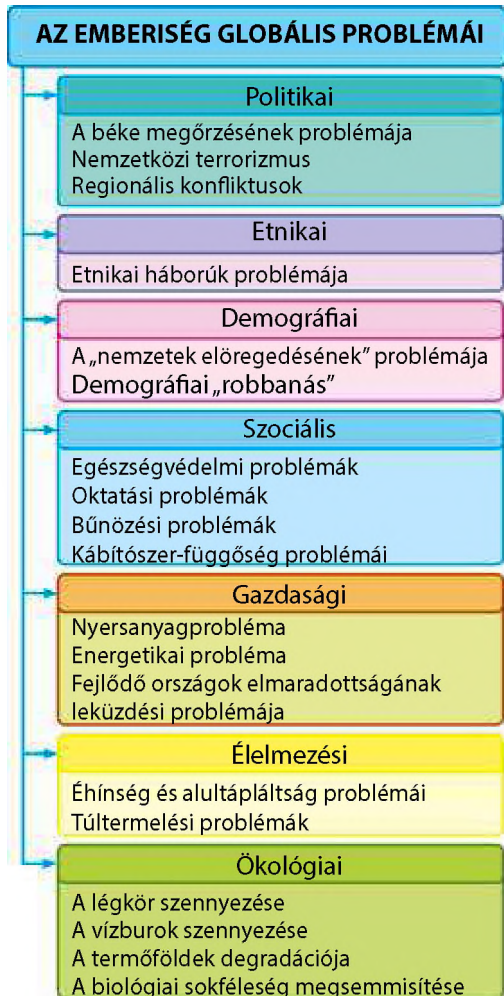 AZ EMBERISÉG GLOBÁLIS PROBLÉMÁI
Politikai
A béke megőrzésének problémája
Nemzetközi terrorizmus
Regionális konfliktusok
Etnikai
Etnikai háborúk problémája
Demográfiai
A „nemzetek elöregedésének” problémája
Demográfiai „robbanás”
Szociális
Egészségvédelmi problémák
Oktatási problémák
Bűnözési problémák
Kábítószer-függőség problémái
Gazdasági
Nyersanyagprobléma
Energetikai probléma
Fejlődő országok elmaradottságának
leküzdési problémája
Élelmezési
Éhínség és alultápláltság problémái
Túltermelési problémák
Ökológiai
A légkör szennyezése
A vízburok szennyezése
A termőföldek degradációja
A biológiai sokféleség megsemmisítése